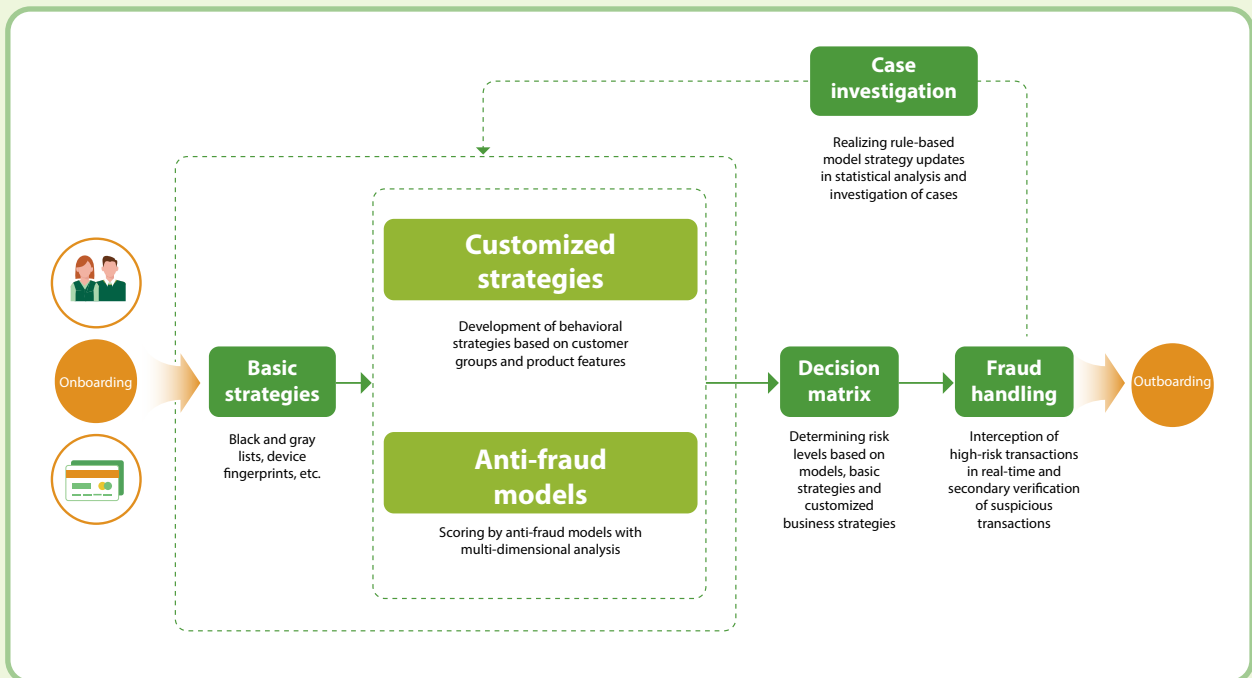 Case
investigation
Realizing rule-based
model strategy updates
in statistical analysis and
investigation of cases
Customized
strategies
Development of behavioral
strategies based on customer
groups and product features
Onboarding
Basic
strategies
Black and gray
lists, device
fingerprints, etc.
Anti-fraud
models
Scoring by anti-fraud models with
multi-dimensional analysis
Decision
matrix
Determining risk
levels based on
models, basic
strategies and
customized
business strategies
Fraud
handling
Interception of
high-risk transactions
in real-time and
secondary verification
of suspicious
transactions
Outboarding